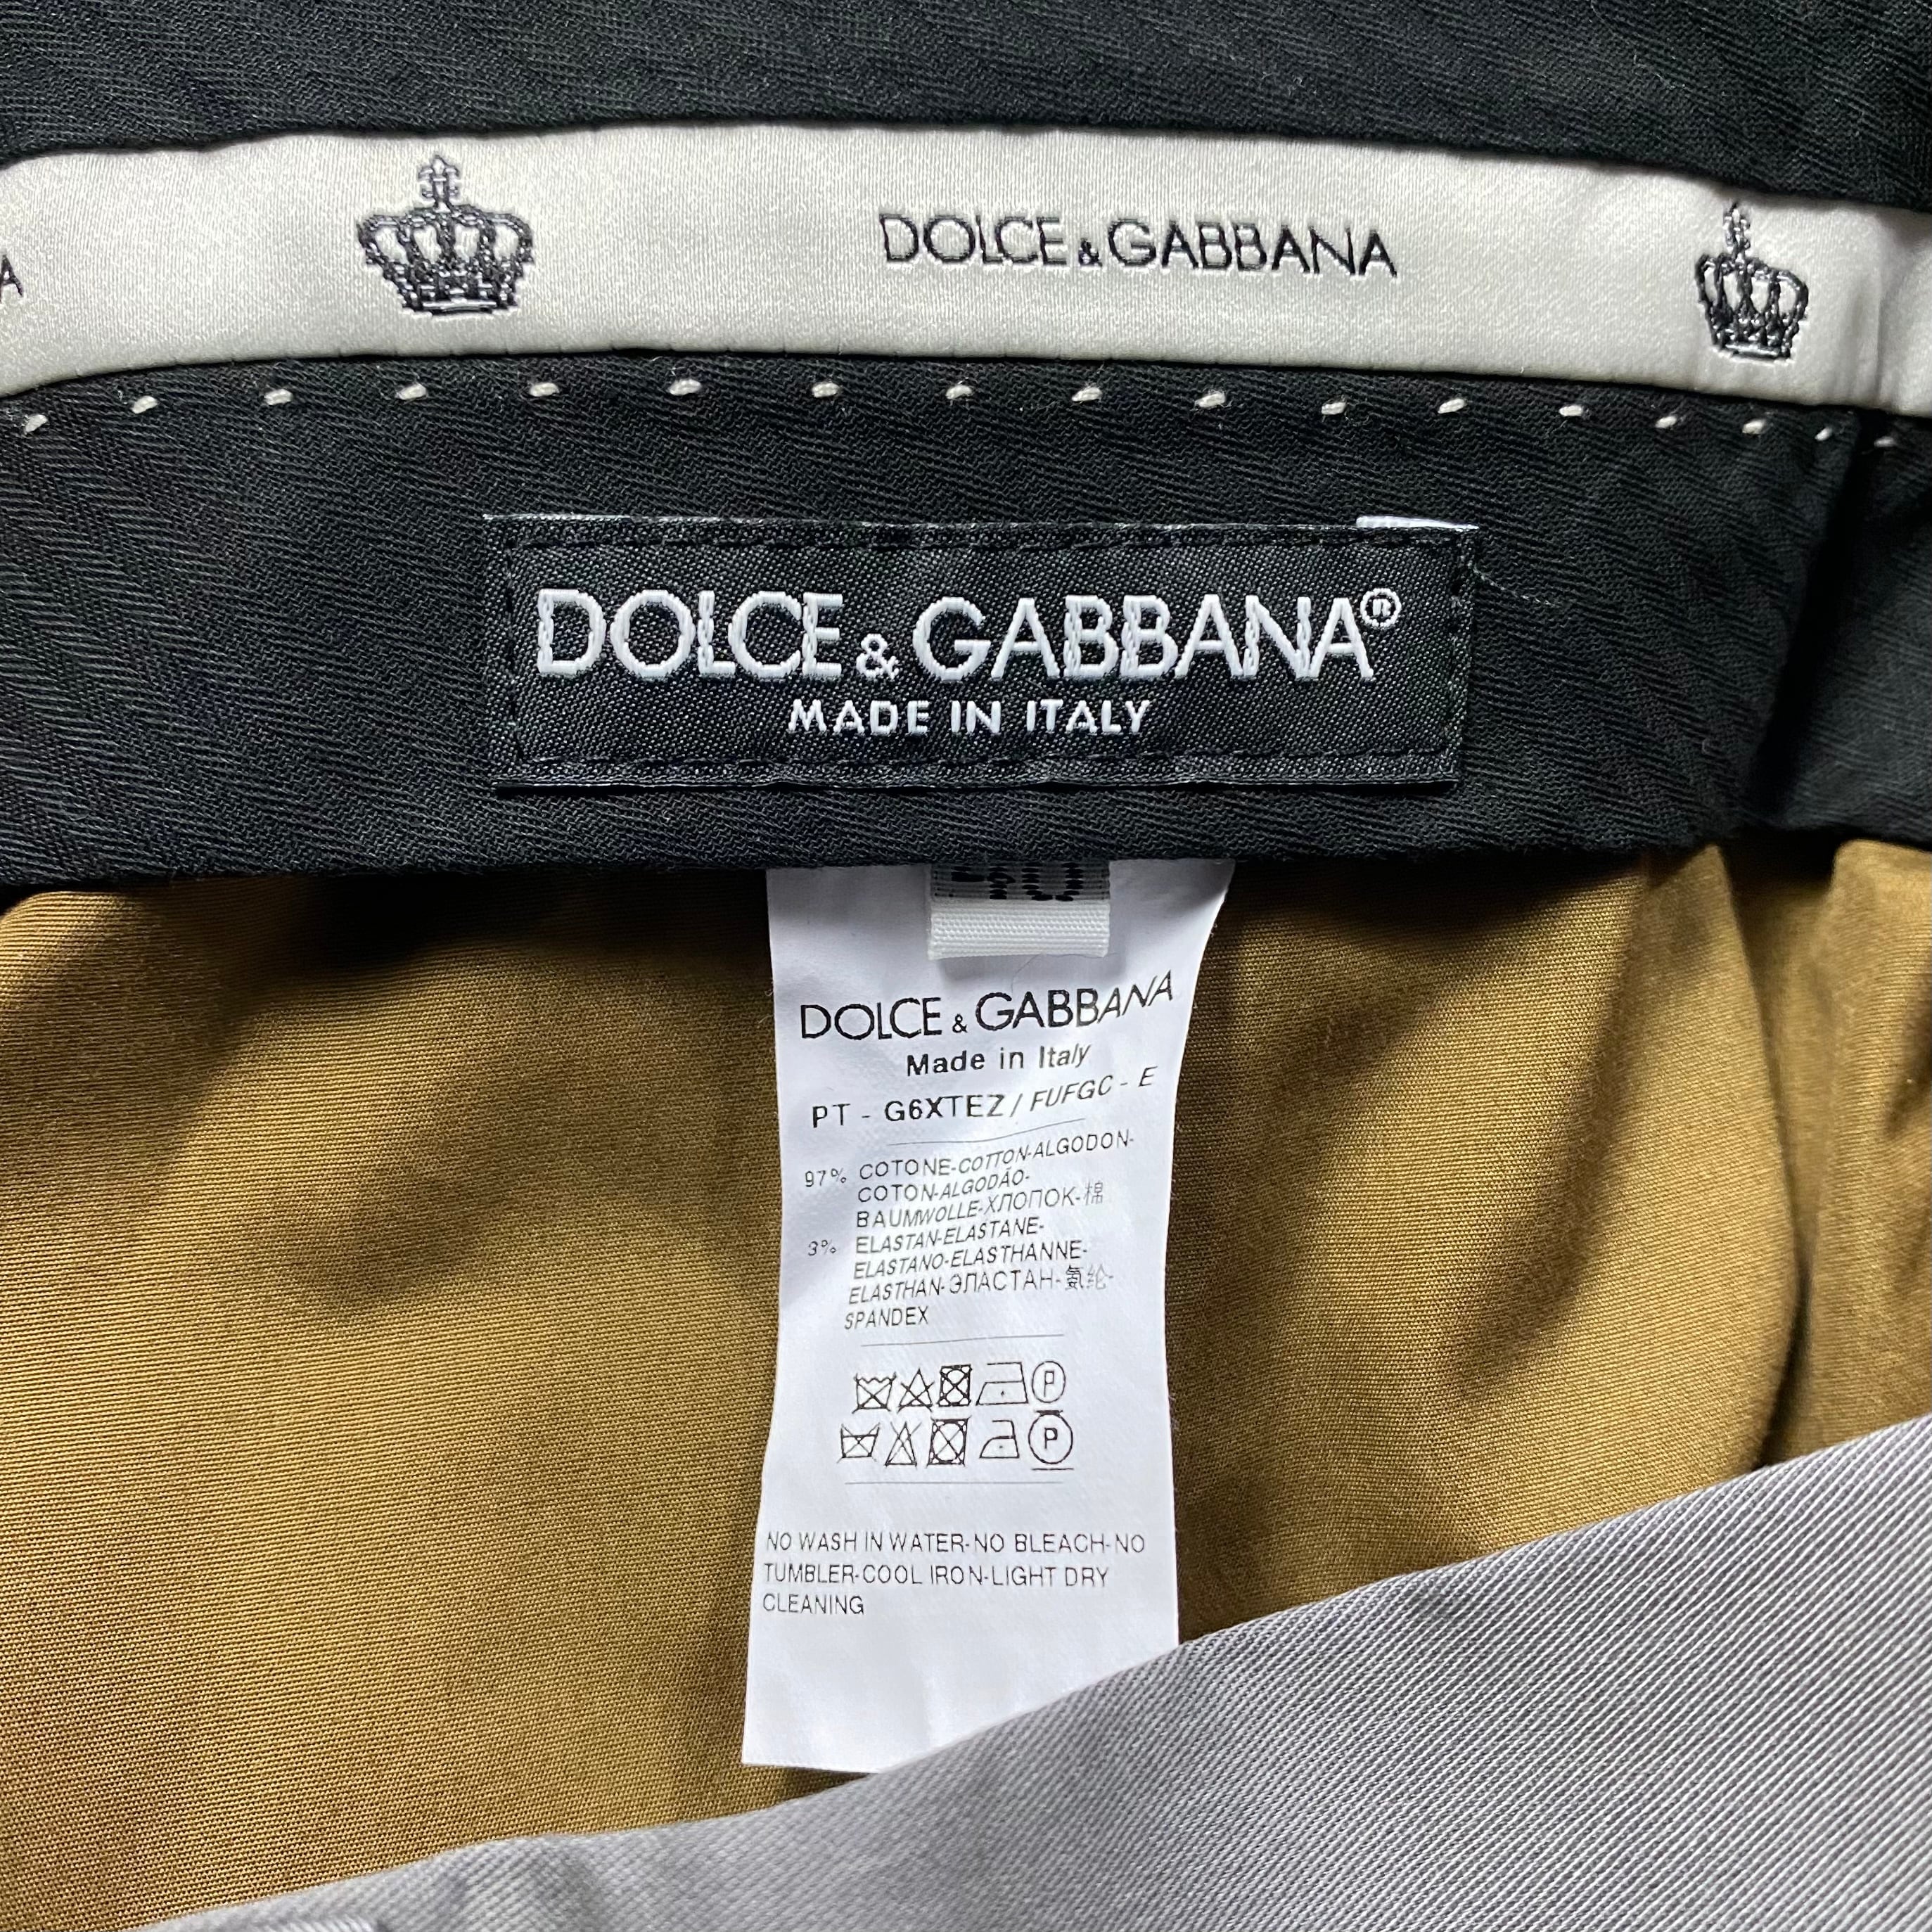 A
DOLCE & GABBANA
DOLCE & GABBANA®
MADE IN ITALY
DOLCE & GABBANA
Made in Italy
PT - G6XTEZ / FUFGC - E
97% COTONE-COTTON-ALGODON-
COTON-ALGODÃO-
BAUMWOLLE-ХЛОПОК-棉
3% ELASTAN-ELASTANE-
ELASTANO-ELASTHANNE-
ELASTHAN-ЭЛАСТАН-氨纶-
SPANDEX
P
P
NO WASH IN WATER-NO BLEACH-NO
TUMBLER-COOL IRON-LIGHT DRY
CLEANING